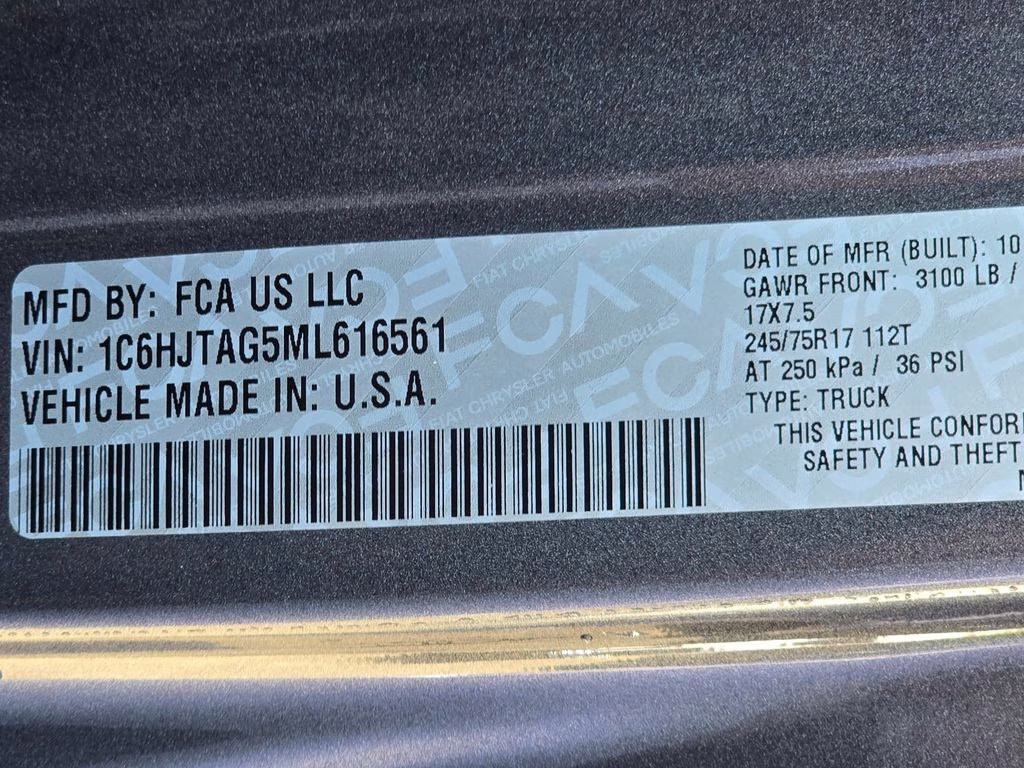 MFD BY: FCA US LLC
VIN: 1C6HJTAG5ML616561
VEHICLE MADE IN: U.S.A.
DATE OF MFR (BUILT): 10
GAWR FRONT: 3100 LB /
17X7.5
245/75R17 112T
AT 250 kPa / 36 PSI
TYPE: TRUCK
THIS VEHICLE CONFOR
SAFETY AND THEFT